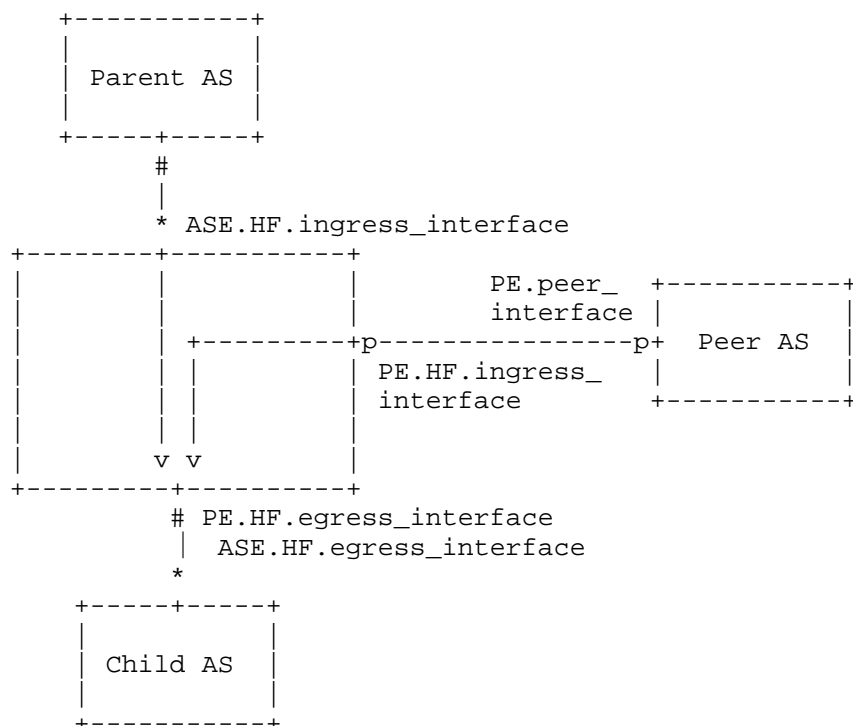 Parent AS
#
* ASE.HF.ingress_interface
PE.peer_
interface
p p Peer AS
PE.HF.ingress_
interface
v v
# PE.HF.egress_interface
ASE.HF.egress_interface
*
Child AS